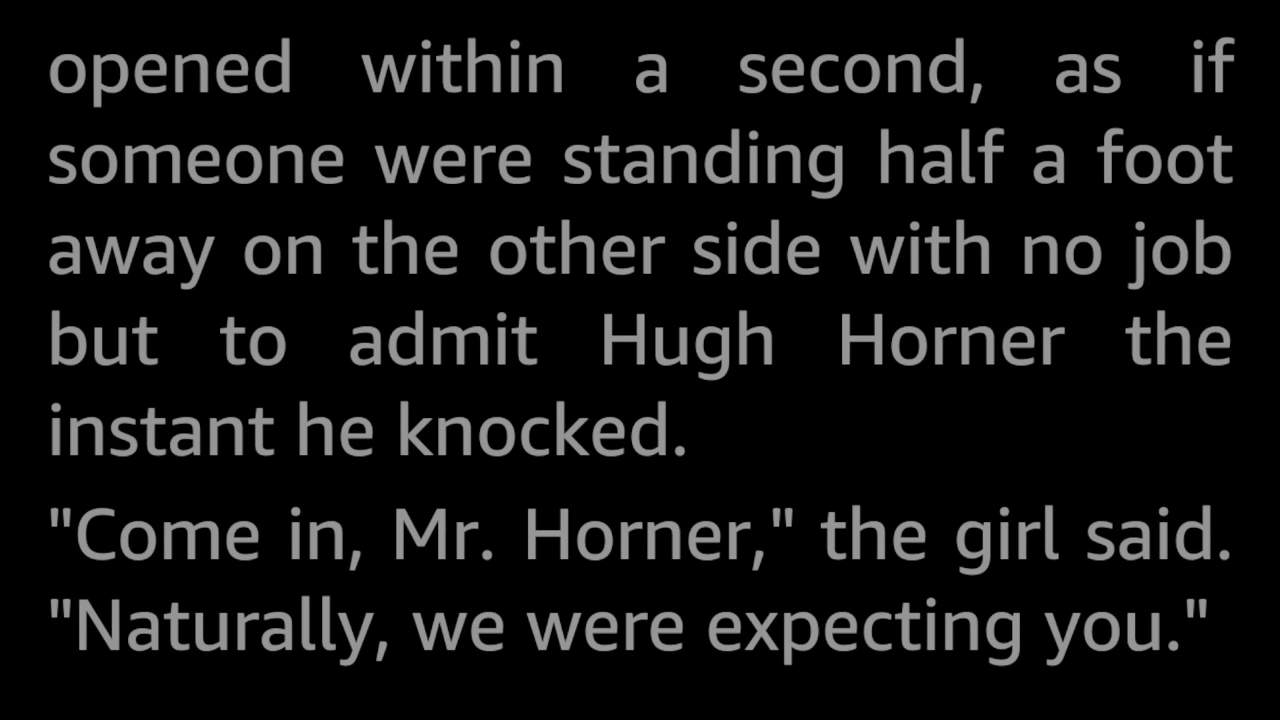 opened within a second, as if
someone were standing half a foot
away on the other side with no job
but to admit Hugh Horner the
instant he knocked.
"Come in, Mr. Horner," the girl said.
"Naturally, we were expecting you."